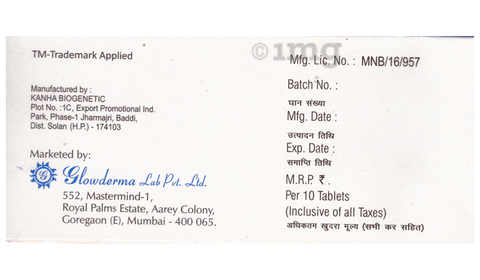 ©1mg
TM-Trademark Applied
Manufactured by :
KANHA BIOGENETIC
Plot No. :1C, Export Promotional Ind.
Park, Phase-1 Jharmajri, Baddi,
Dist. Solan (H.P.) - 174103
Marketed by:
Glowderma Lab Pvt. Ltd.
552, Mastermind-1,
Royal Palms Estate, Aarey Colony,
Goregaon (E), Mumbai - 400 065.
Mfg. Lic. No. : MNB/16/957
Batch No. :
घान संख्या
Mfg. Date :
उत्पादन तिथि
Exp. Date :
समाप्ति तिथि
M.R.P. ₹.
Per 10 Tablets
(Inclusive of all Taxes)
अधिकतम खुदरा मूल्य (सभी कर सहित)